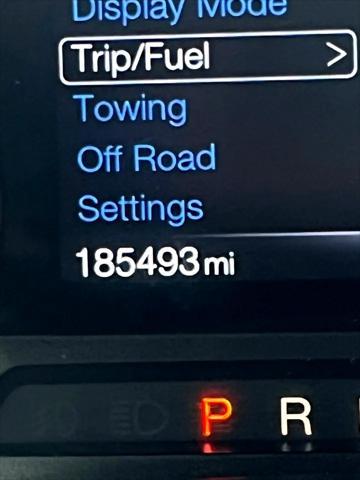 Display Mode
Trip/Fuel >
Towing
Off Road
Settings
185493 mi
P R